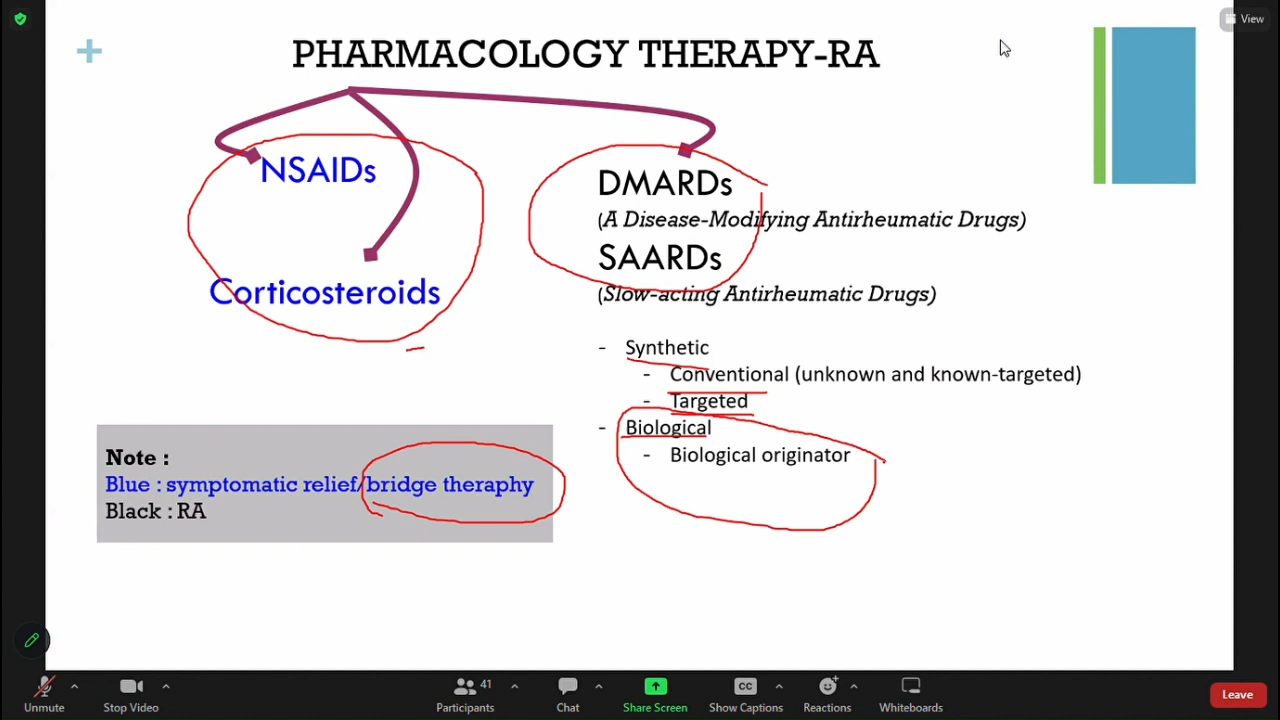 View
PHARMACOLOGY THERAPY-RA
NSAIDs
Corticosteroids
DMARDs
(A Disease-Modifying Antirheumatic Drugs)
SAARDs
(Slow-acting Antirheumatic Drugs)
- Synthetic
- Conventional (unknown and known-targeted)
- Targeted
- Biological
- Biological originator
Note :
Blue : symptomatic relief/bridge theraphy
Black : RA
Unmute
Stop Video
41
Participants
Chat
Share Screen
CC
Show Captions
Reactions
Whiteboards
Leave